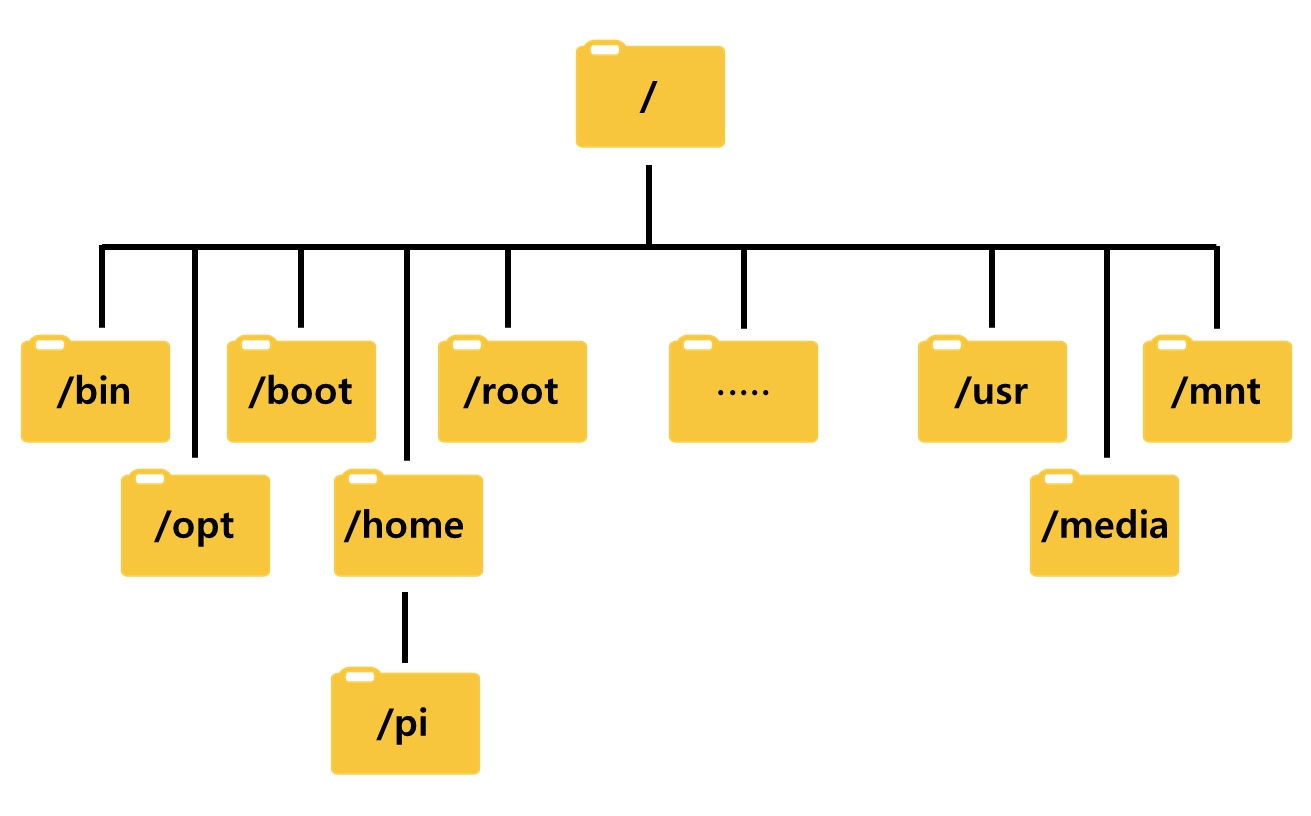 /
/bin
/boot
/root
·····
/usr
/mnt
/opt
/home
/media
/pi